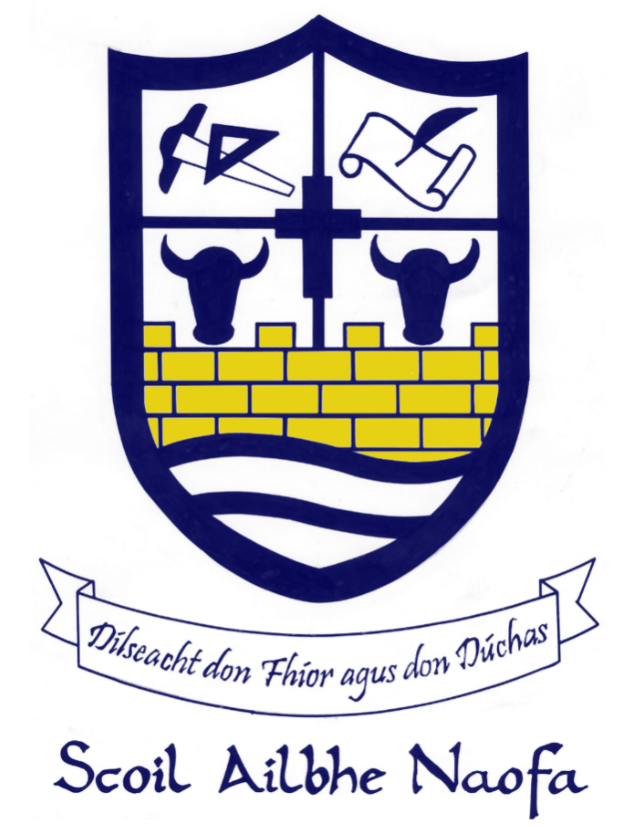 Dílseacht don Fhíor agus don Dúchas
Scoil Ailbhe Naofa